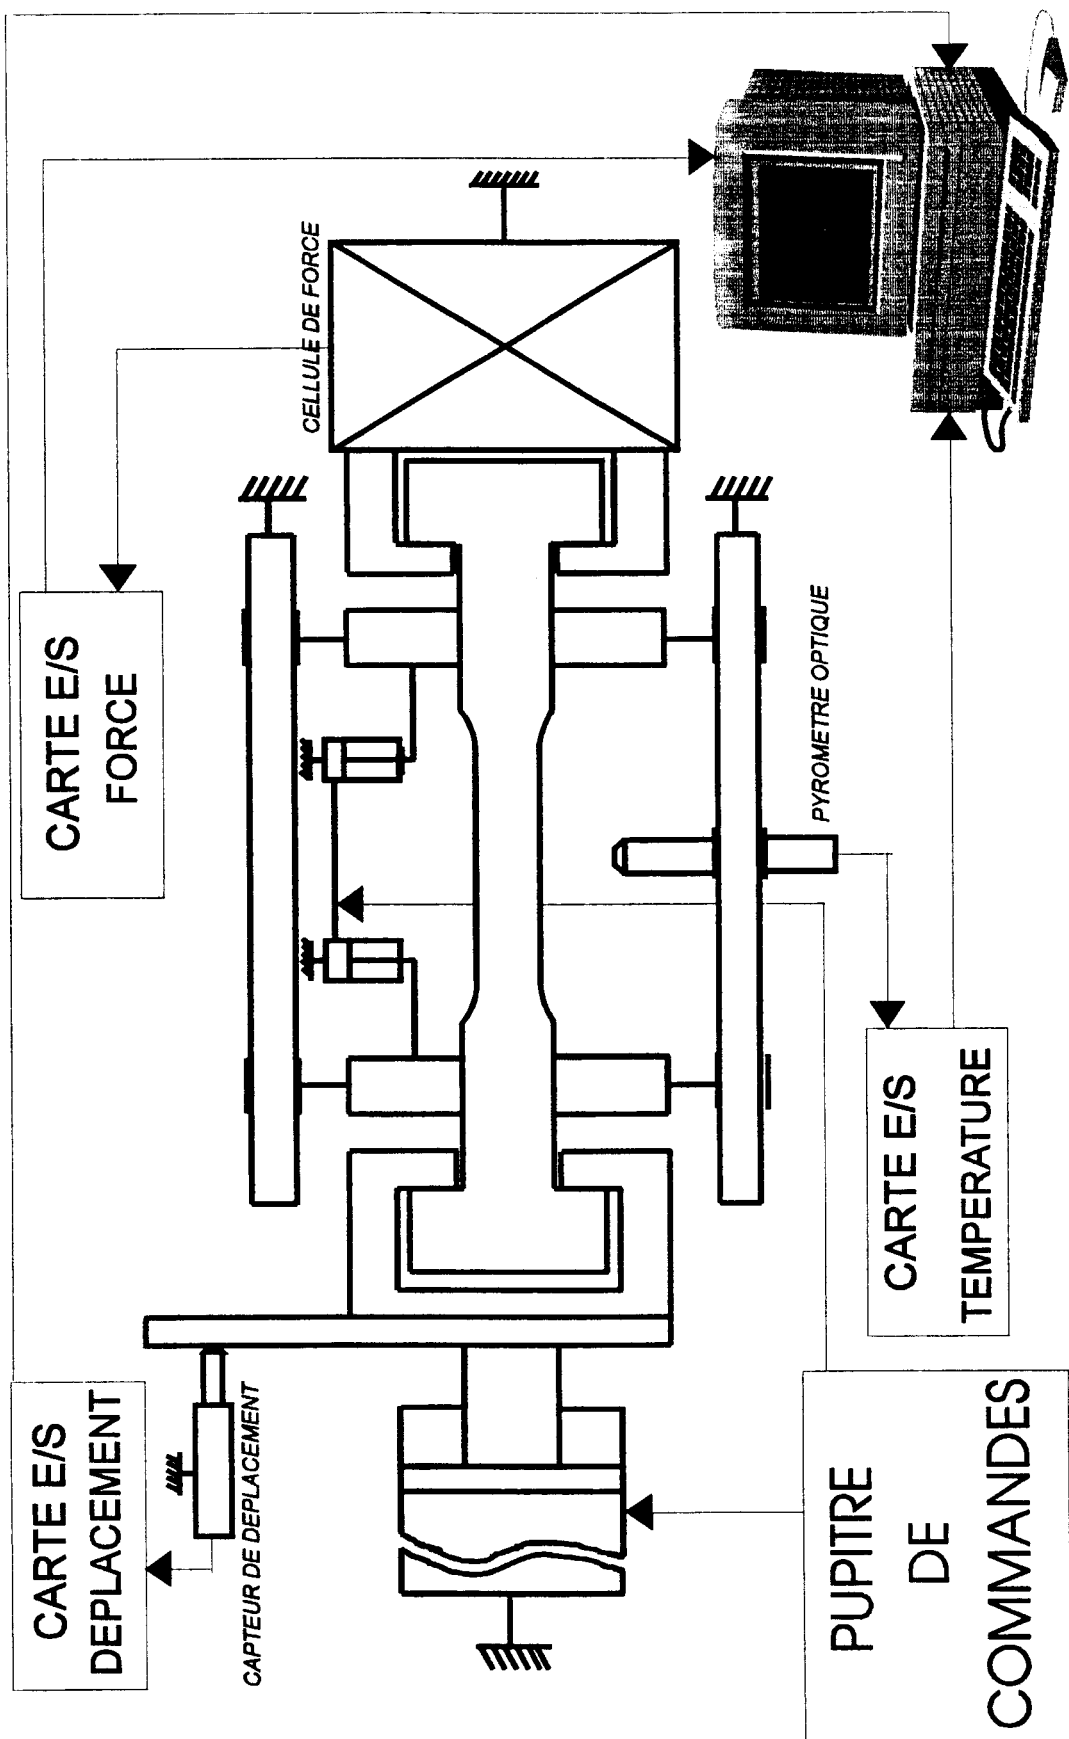 CARTE E/S
FORCE
CELLULE DE FORCE
PYROMETRE OPTIQUE
CARTE E/S
TEMPERATURE
CARTE E/S
DEPLACEMENT
CAPTEUR DE DEPLACEMENT
PUPITRE
DE
COMMANDES